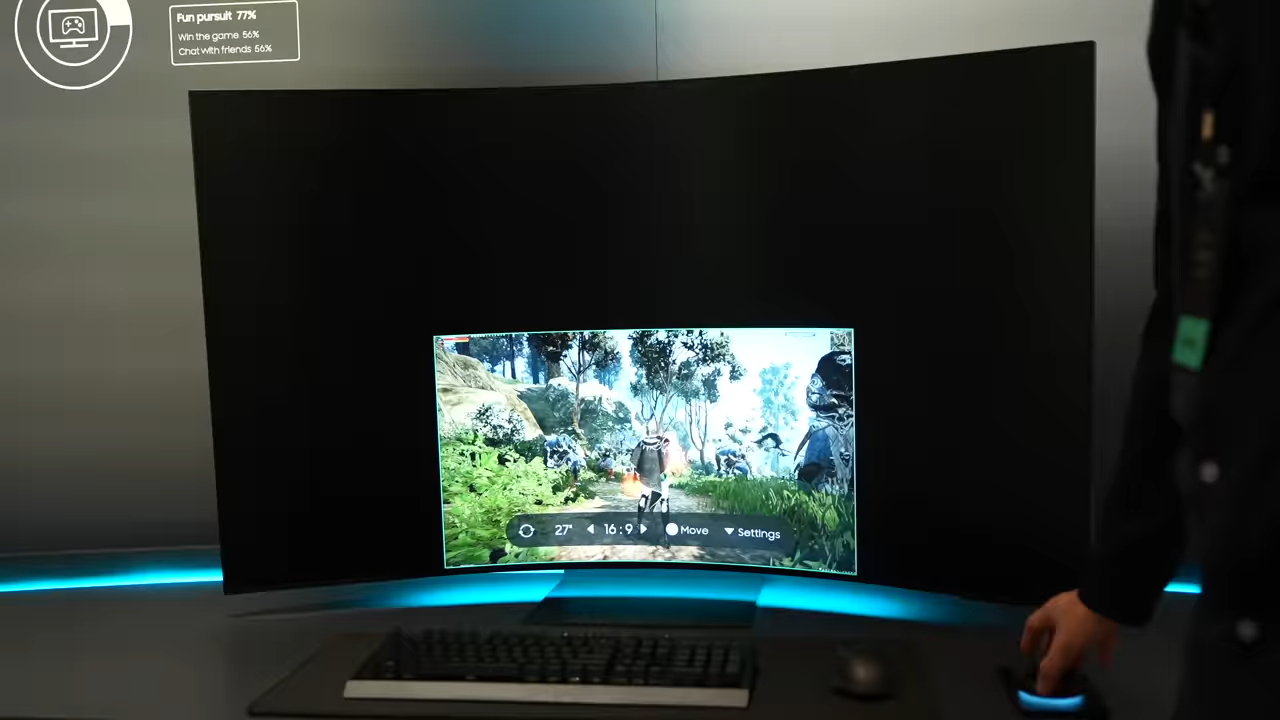 Fun pursuit 77%
Win the game 56%
Chat with friends 56%
27"
16:9
Move
Settings